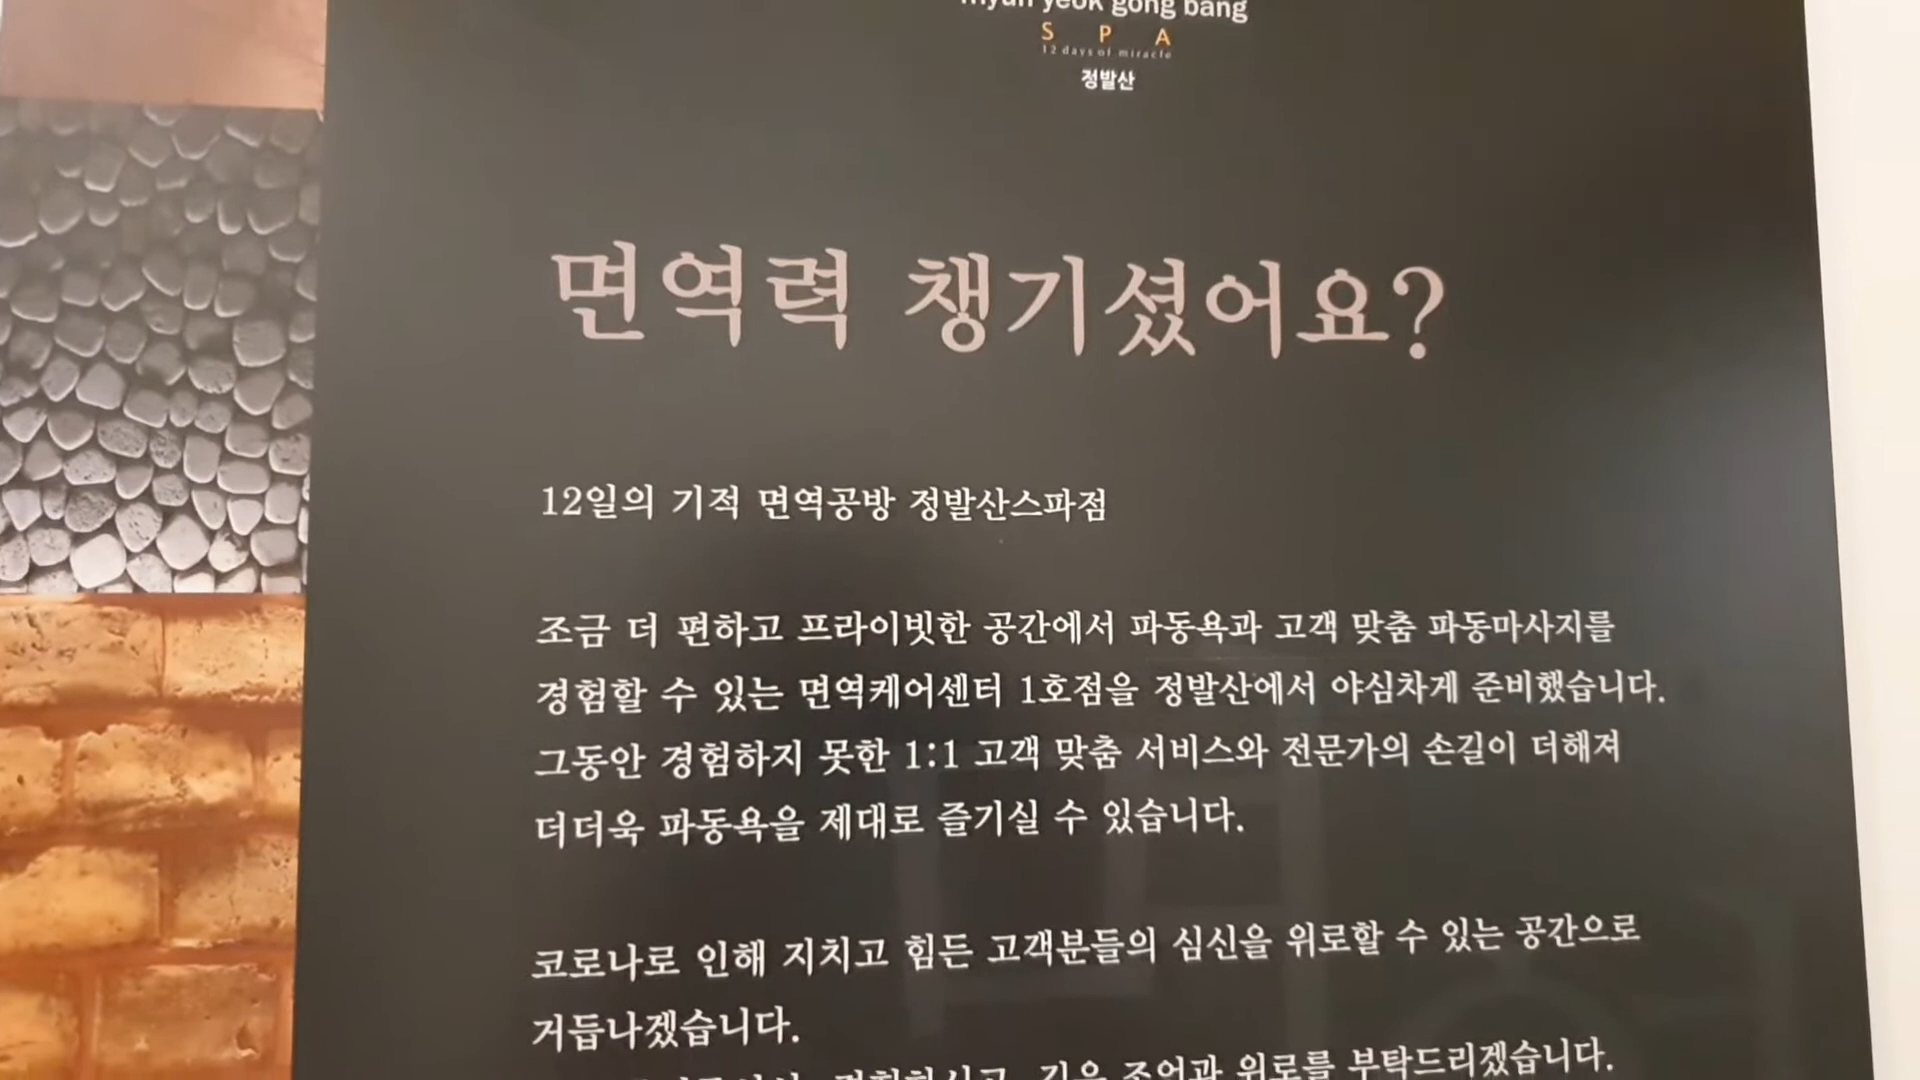 myun yeok gong bang
S P A
12 days of miracle
정발산
면역력 챙기셨어요?
12일의 기적 면역공방 정발산스파점
조금 더 편하고 프라이빗한 공간에서 파동욕과 고객 맞춤 파동마사지를
경험할 수 있는 면역케어센터 1호점을 정발산에서 야심차게 준비했습니다.
그동안 경험하지 못한 1:1 고객 맞춤 서비스와 전문가의 손길이 더해져
더더욱 파동욕을 제대로 즐기실 수 있습니다.
코로나로 인해 지치고 힘든 고객분들의 심신을 위로할 수 있는 공간으로
거듭나겠습니다.
조언과 위로를 부탁드리겠습니다.